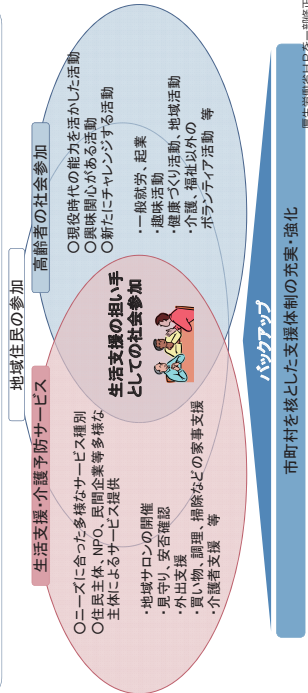 地域住民の参加
生活支援・介護予防サービス
○ニーズに合った多様なサービス種別
○住民主体、NPO、民間企業等多様な
主体によるサービス提供
・地域サロンの開催
・見守り、安否確認
・外出支援
・買い物、調理、掃除などの家事支援
・介護者支援　等
生活支援の担い手
としての社会参加
高齢者の社会参加
○現役時代の能力を活かした活動
○興味関心がある活動
○新たにチャレンジする活動
・一般就労、起業
・趣味活動
・健康づくり活動、地域活動
・介護、福祉以外の
ボランティア活動　等
バックアップ
市町村を核とした支援体制の充実・強化